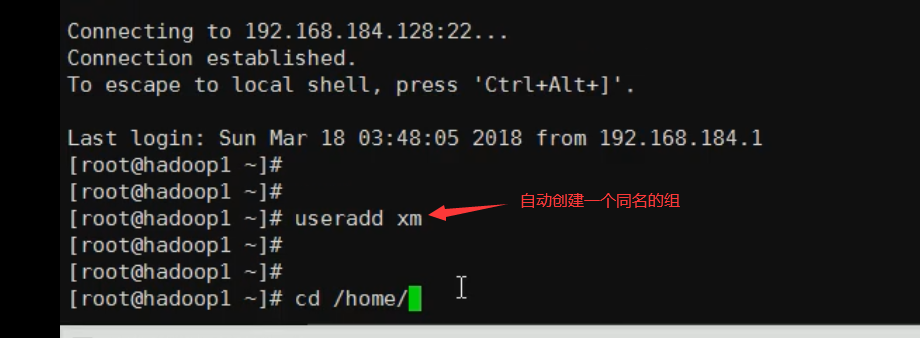 Connecting to 192.168.184.128:22...
Connection established.
To escape to local shell, press 'Ctrl+Alt+]'.
Last login: Sun Mar 18 03:48:05 2018 from 192.168.184.1
[root@hadoop1 ~]#
[root@hadoop1 ~]#
[root@hadoop1 ~]# useradd xm 自动创建一个同名的组
[root@hadoop1 ~]#
[root@hadoop1 ~]#
[root@hadoop1 ~]# cd /home/